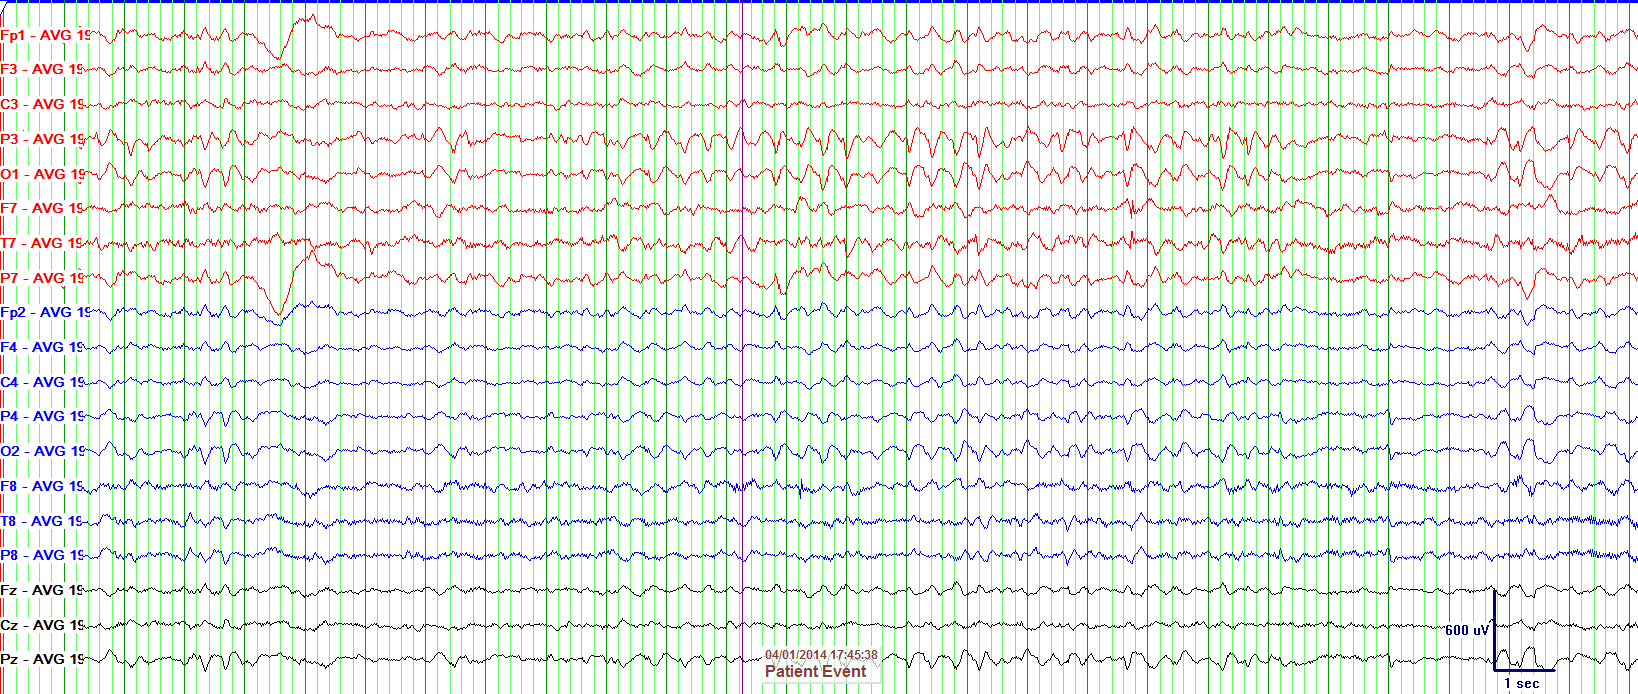 Fp1 - AVG 19
F3 - AVG 19
C3 - AVG 19
P3 - AVG 19
O1 - AVG 19
F7 - AVG 19
T7 - AVG 19
P7 - AVG 19
Fp2 - AVG 19
F4 - AVG 19
C4 - AVG 19
P4 - AVG 19
O2 - AVG 19
F8 - AVG 19
T8 - AVG 19
P8 - AVG 19
Fz - AVG 19
Cz - AVG 19
Pz - AVG 19
04/01/2014 17:45:38
Patient Event
600 uV
1 sec